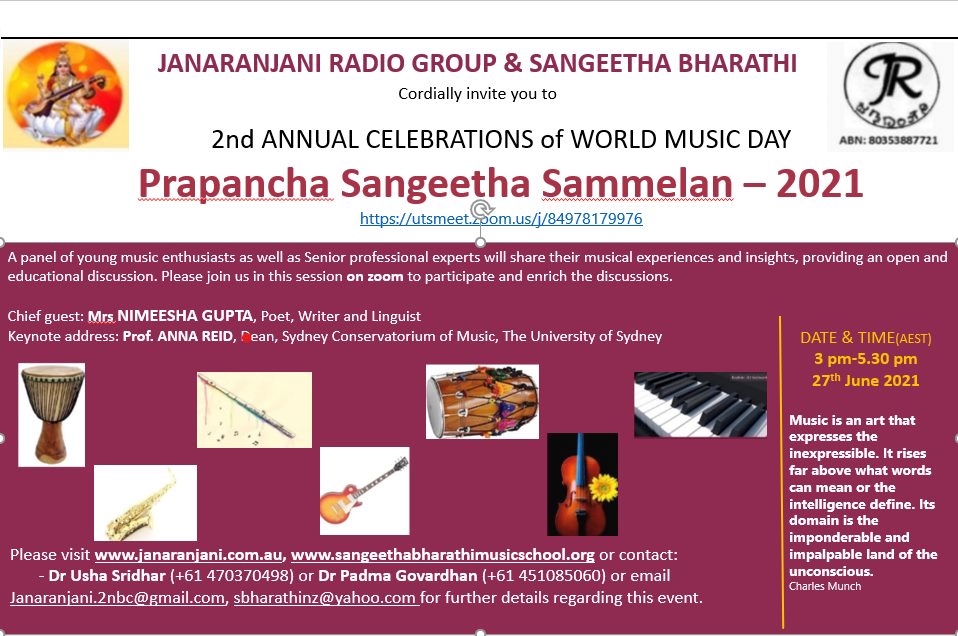 JANARANJANI RADIO GROUP & SANGEETHA BHARATHI
Cordially invite you to
2nd ANNUAL CELEBRATIONS of WORLD MUSIC DAY
Prapancha Sangeetha Sammelan – 2021
https://utsmeet.zoom.us/j/84978179976
JR
ABN: 80353887721
A panel of young music enthusiasts as well as Senior professional experts will share their musical experiences and insights, providing an open and
educational discussion. Please join us in this session on zoom to participate and enrich the discussions.
Chief guest: Mrs NIMEESHA GUPTA, Poet, Writer and Linguist
Keynote address: Prof. ANNA REID, Dean, Sydney Conservatorium of Music, The University of Sydney
DATE & TIME(AEST)
3 pm-5.30 pm
27th June 2021
Music is an art that
expresses the
inexpressible. It rises
far above what words
can mean or the
intelligence define. Its
domain is the
imponderable and
impalpable land of the
unconscious.
Charles Munch
Please visit www.janaranjani.com.au, www.sangeethabharathimusicschool.org or contact:
- Dr Usha Sridhar (+61 470370498) or Dr Padma Govardhan (+61 451085060) or email
Janaranjani.2nbc@gmail.com, sbharathinz@yahoo.com for further details regarding this event.